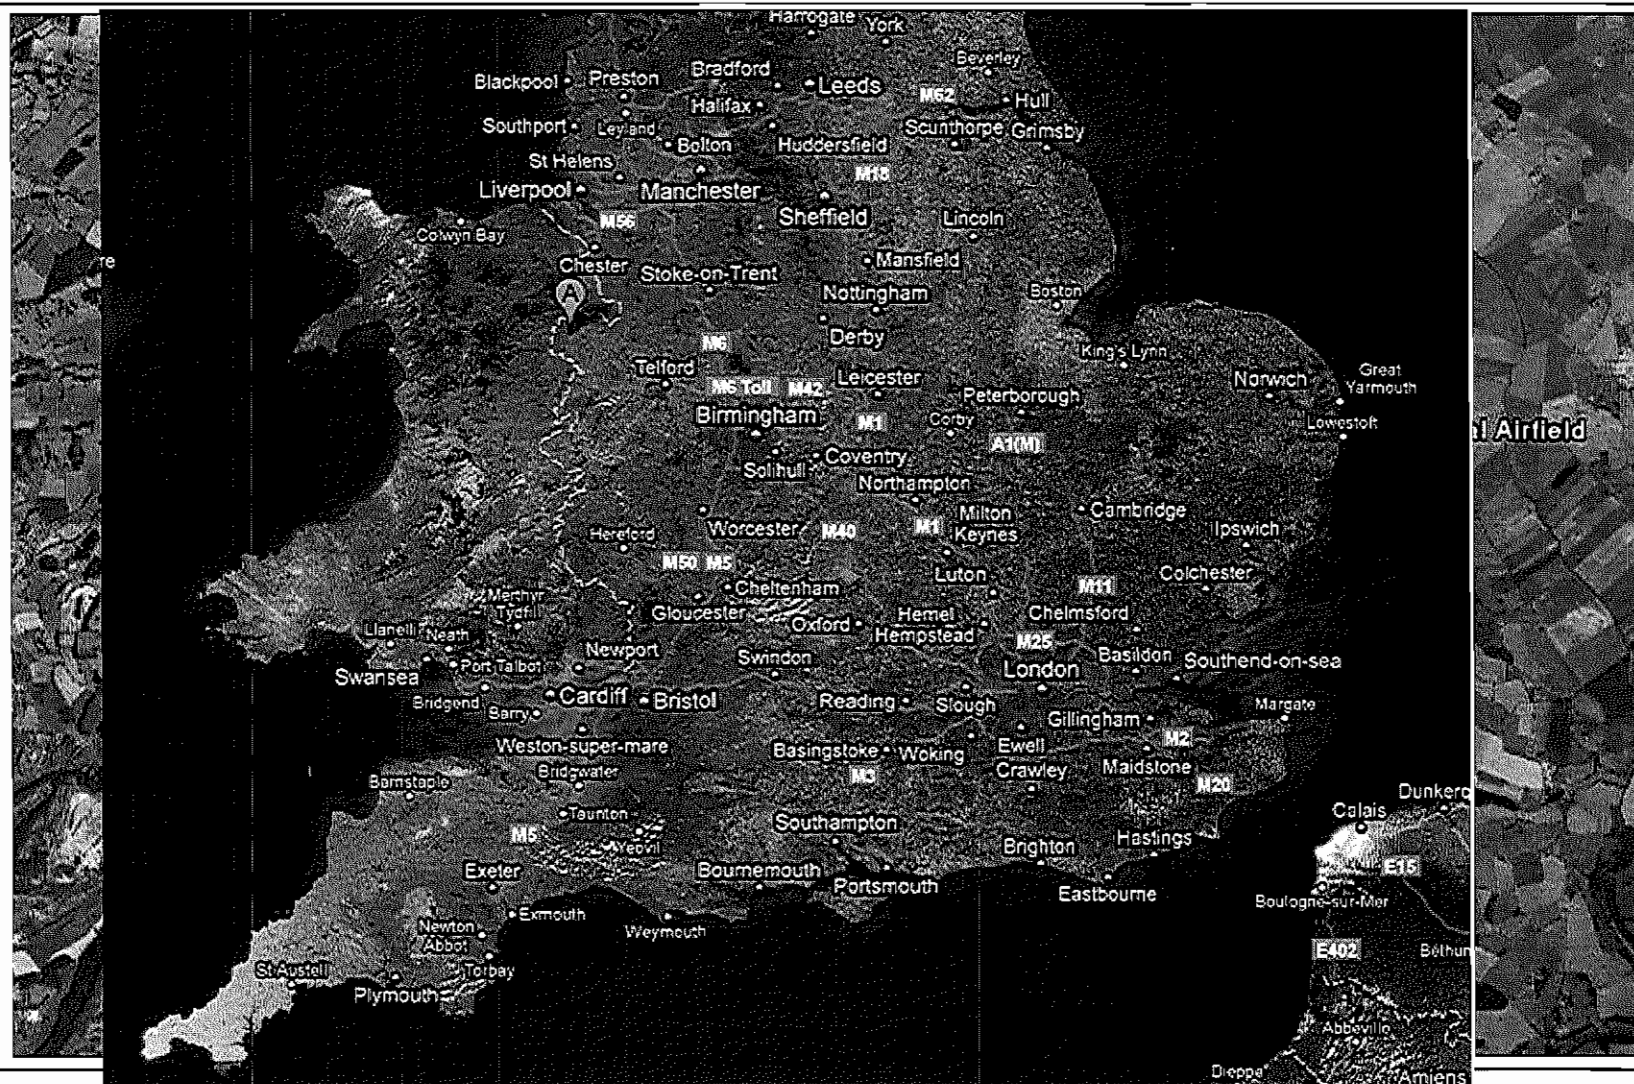 Harrogate
York
Beverley
Blackpool
Preston
Bradford
Leeds
M62
Halifax
Hull
Southport
Leyland
Scunthorpe
Grimsby
Bolton
Huddersfield
St Helens
M18
Liverpool
Manchester
Sheffield
Lincoln
M56
Colwyn Bay
re
Chester
Mansfield
Stoke-on-Trent
A
Nottingham
Boston
Derby
M6
King's Lynn
Telford
Leicester
Norwich
Great
Yarmouth
M6 Toll
M42
Peterborough
Birmingham
M1
Corby
Lowestoft
al Airfield
A1(M)
Solihull
Coventry
Northampton
Cambridge
Milton
Keynes
Hereford
Worcester
M40
M1
Ipswich
M50
M5
Luton
Colchester
Cheltenham
M11
Merthyr
Tydfil
Gloucester
Hemel
Hempstead
Chelmsford
Oxford
Llanelli
Neath
M25
Newport
Swindon
Basildon
Southend-on-sea
Port Talbot
London
Swansea
Cardiff
Bristol
Reading
Slough
Bridgend
Barry
Gillingham
Margate
Weston-super-mare
Basingstoke
Woking
Ewell
M2
Bridgwater
M3
Crawley
Maidstone
Barnstaple
M20
Dunkerq
Calais
Taunton
Southampton
M5
Yeovil
Brighton
Hastings
E15
Exeter
Bournemouth
Portsmouth
Eastbourne
Boulogne-sur-Mer
Exmouth
Newton
Abbot
Weymouth
E402
Béthun
St Austell
Torbay
Plymouth
Abbeville
Dieppe
Amiens